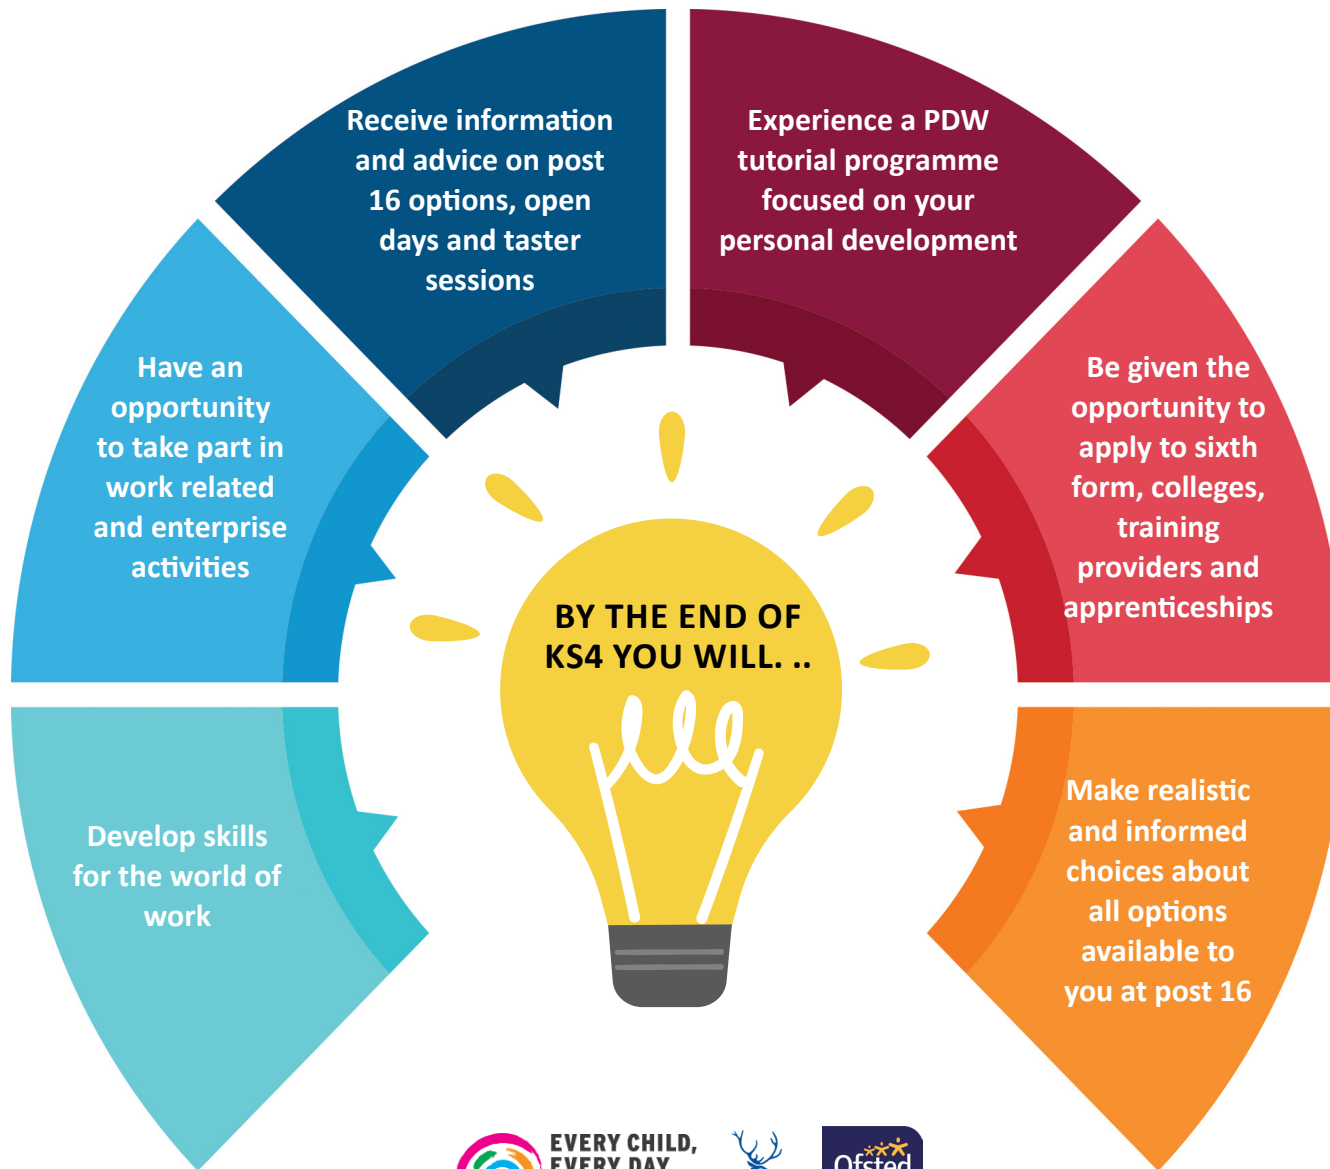 Receive information
and advice on post
16 options, open
days and taster
sessions
Experience a PDW
tutorial programme
focused on your
personal development
Have an
opportunity
to take part in
work related
and enterprise
activities
Be given the
opportunity to
apply to sixth
form, colleges,
training
providers and
apprenticeships
BY THE END OF
KS4 YOU WILL. ..
Develop skills
for the world of
work
Make realistic
and informed
choices about
all options
available to
you at post 16
EVERY CHILD,
EVERY DAY
Ofsted